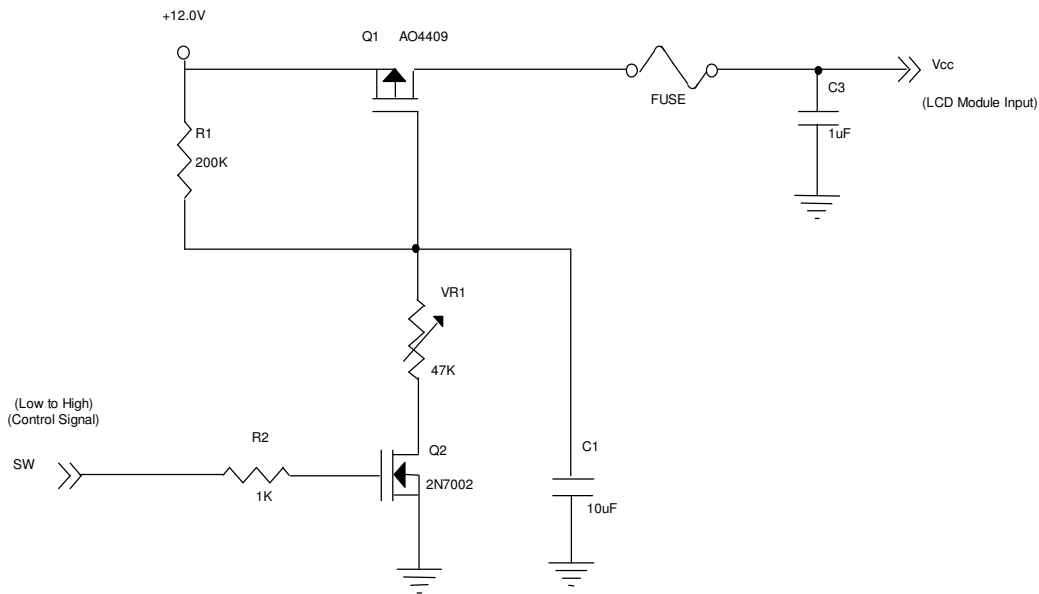 +12.0V
Q1 AO4409
Vcc
FUSE
C3
(LCD Module Input)
1uF
R1
200K
VR1
47K
(Low to High)
(Control Signal)
SW
R2
1K
Q2
2N7002
C1
10uF